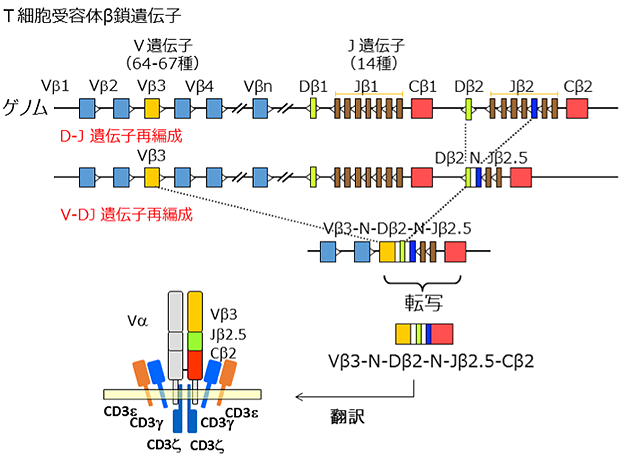 T細胞受容体β鎖遺伝子
V遺伝子
(64-67種)
J遺伝子
(14種)
Vβ1 Vβ2 Vβ3 Vβ4 Vβn Dβ1 Jβ1 Cβ1 Dβ2 Jβ2 Cβ2
ゲノム
D-J 遺伝子再編成
Vβ3
Dβ2 N Jβ2.5
V-DJ 遺伝子再編成
Vβ3-N-Dβ2-N-Jβ2.5
転写
Vβ3-N-Dβ2-N-Jβ2.5-Cβ2
翻訳
Vα
Vβ3
Jβ2.5
Cβ2
CD3ε CD3γ CD3γ CD3ε
CD3ζ CD3ζ